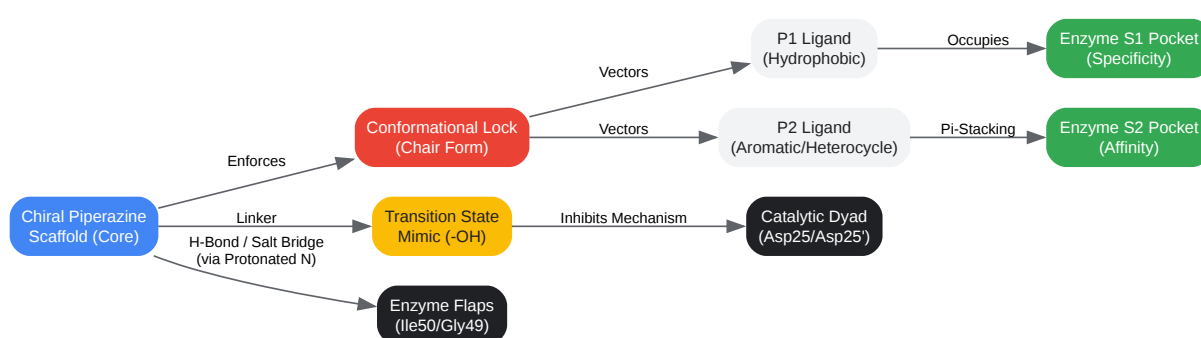 P1 Ligand
(Hydrophobic)
Occupies
Enzyme S1 Pocket
(Specificity)
Vectors
Conformational Lock
(Chair Form)
Vectors
P2 Ligand
(Aromatic/Heterocycle)
Pi-Stacking
Enzyme S2 Pocket
(Affinity)
Enforces
Chiral Piperazine
Scaffold (Core)
Linker
Transition State
Mimic (-OH)
Inhibits Mechanism
Catalytic Dyad
(Asp25/Asp25')
H-Bond / Salt Bridge
(via Protonated N)
Enzyme Flaps
(Ile50/Gly49)